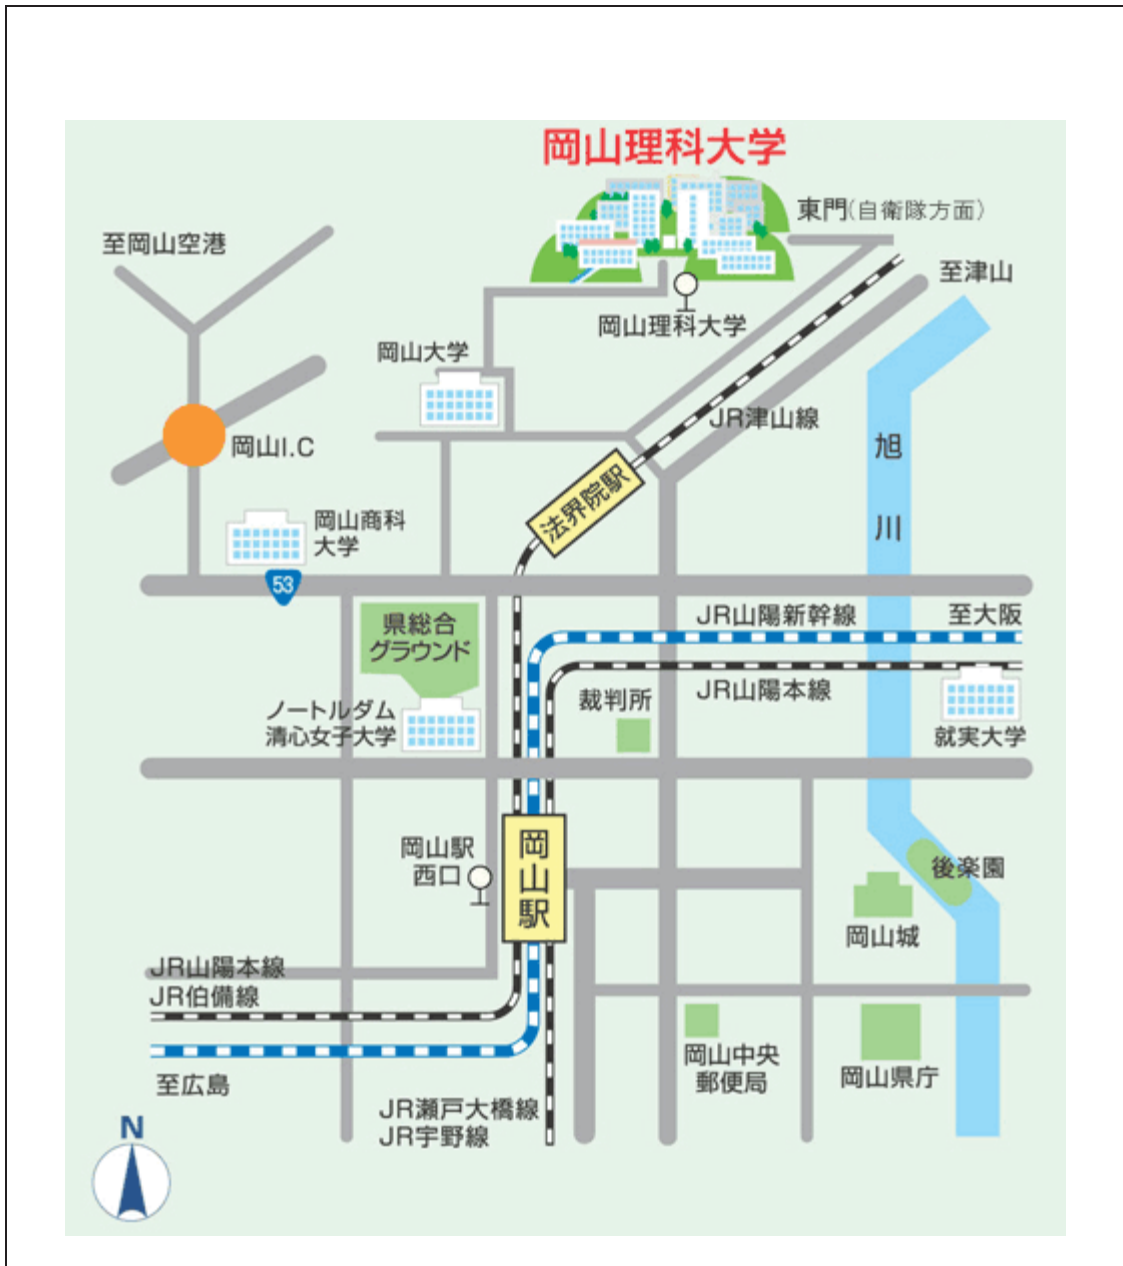 岡山理科大学
東門(自衛隊方面)
至岡山空港
至津山
岡山理科大学
岡山大学
JR津山線
岡山I.C
旭川
法界院駅
岡山商科
大学
53
JR山陽新幹線
至大阪
県総合
グラウンド
JR山陽本線
裁判所
ノートルダム
清心女子大学
就実大学
岡山駅
西口
岡山駅
後楽園
岡山城
JR山陽本線
JR伯備線
岡山中央
郵便局
岡山県庁
至広島
JR瀬戸大橋線
JR宇野線
N